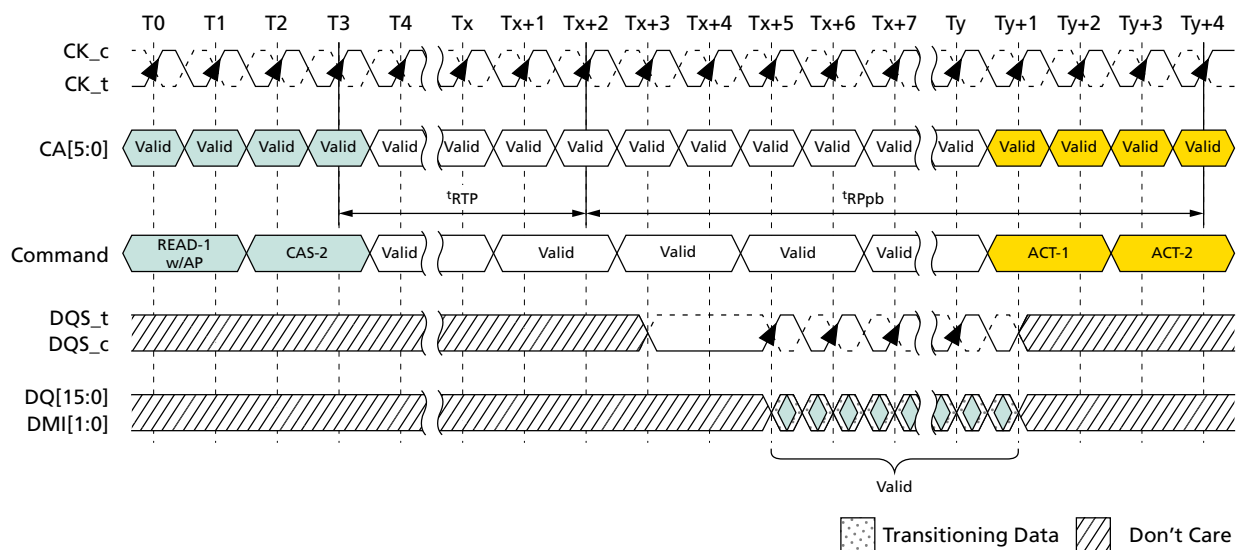 T0 T1 T2 T3 T4 Tx Tx+1 Tx+2 Tx+3 Tx+4 Tx+5 Tx+6 Tx+7 Ty Ty+1 Ty+2 Ty+3 Ty+4
CK_c
CK_t
CA[5:0] Valid Valid Valid Valid Valid Valid Valid Valid Valid Valid Valid Valid Valid Valid Valid Valid Valid Valid
tRTP tRPpb
Command READ-1 w/AP CAS-2 Valid Valid Valid Valid Valid ACT-1 ACT-2
DQS_t
DQS_c
DQ[15:0]
DMI[1:0]
Valid
Transitioning Data Don't Care